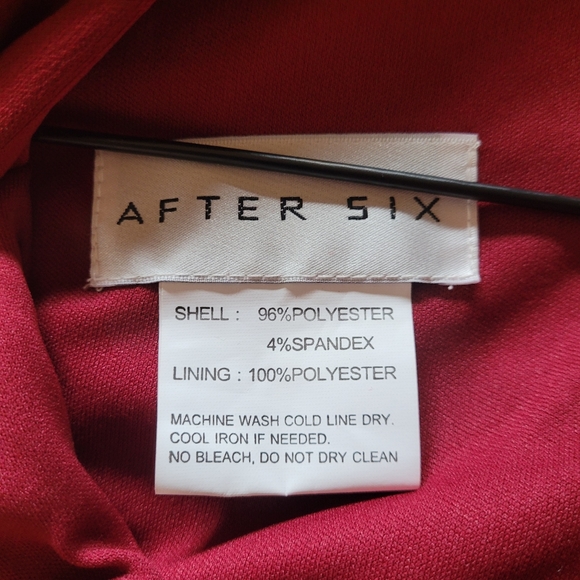 AFTER SIX
SHELL : 96%POLYESTER
4%SPANDEX
LINING : 100%POLYESTER
MACHINE WASH COLD LINE DRY.
COOL IRON IF NEEDED.
NO BLEACH, DO NOT DRY CLEAN